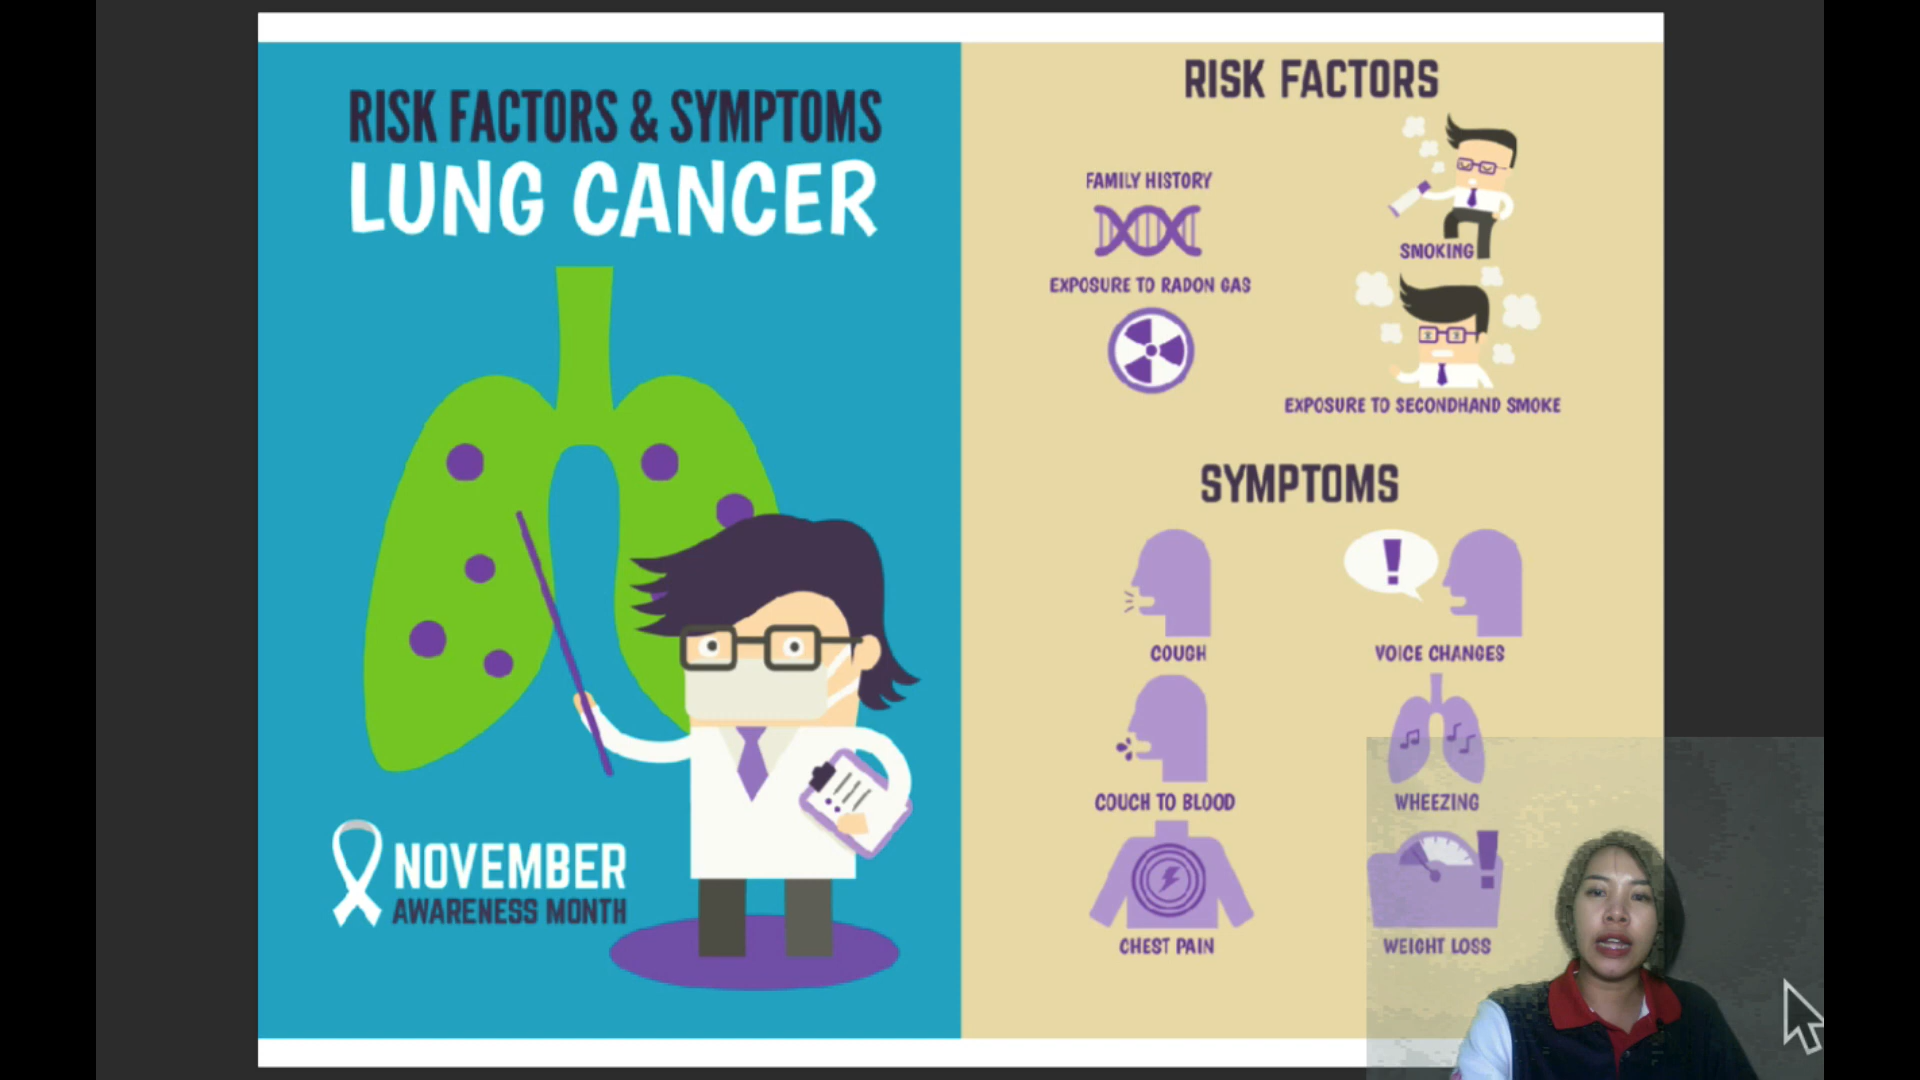 RISK FACTORS & SYMPTOMS
LUNG CANCER
NOVEMBER
AWARENESS MONTH
RISK FACTORS
FAMILY HISTORY
SMOKING
EXPOSURE TO RADON GAS
EXPOSURE TO SECONDHAND SMOKE
SYMPTOMS
COUGH
VOICE CHANGES
COUCH TO BLOOD
WHEEZING
CHEST PAIN
WEIGHT LOSS